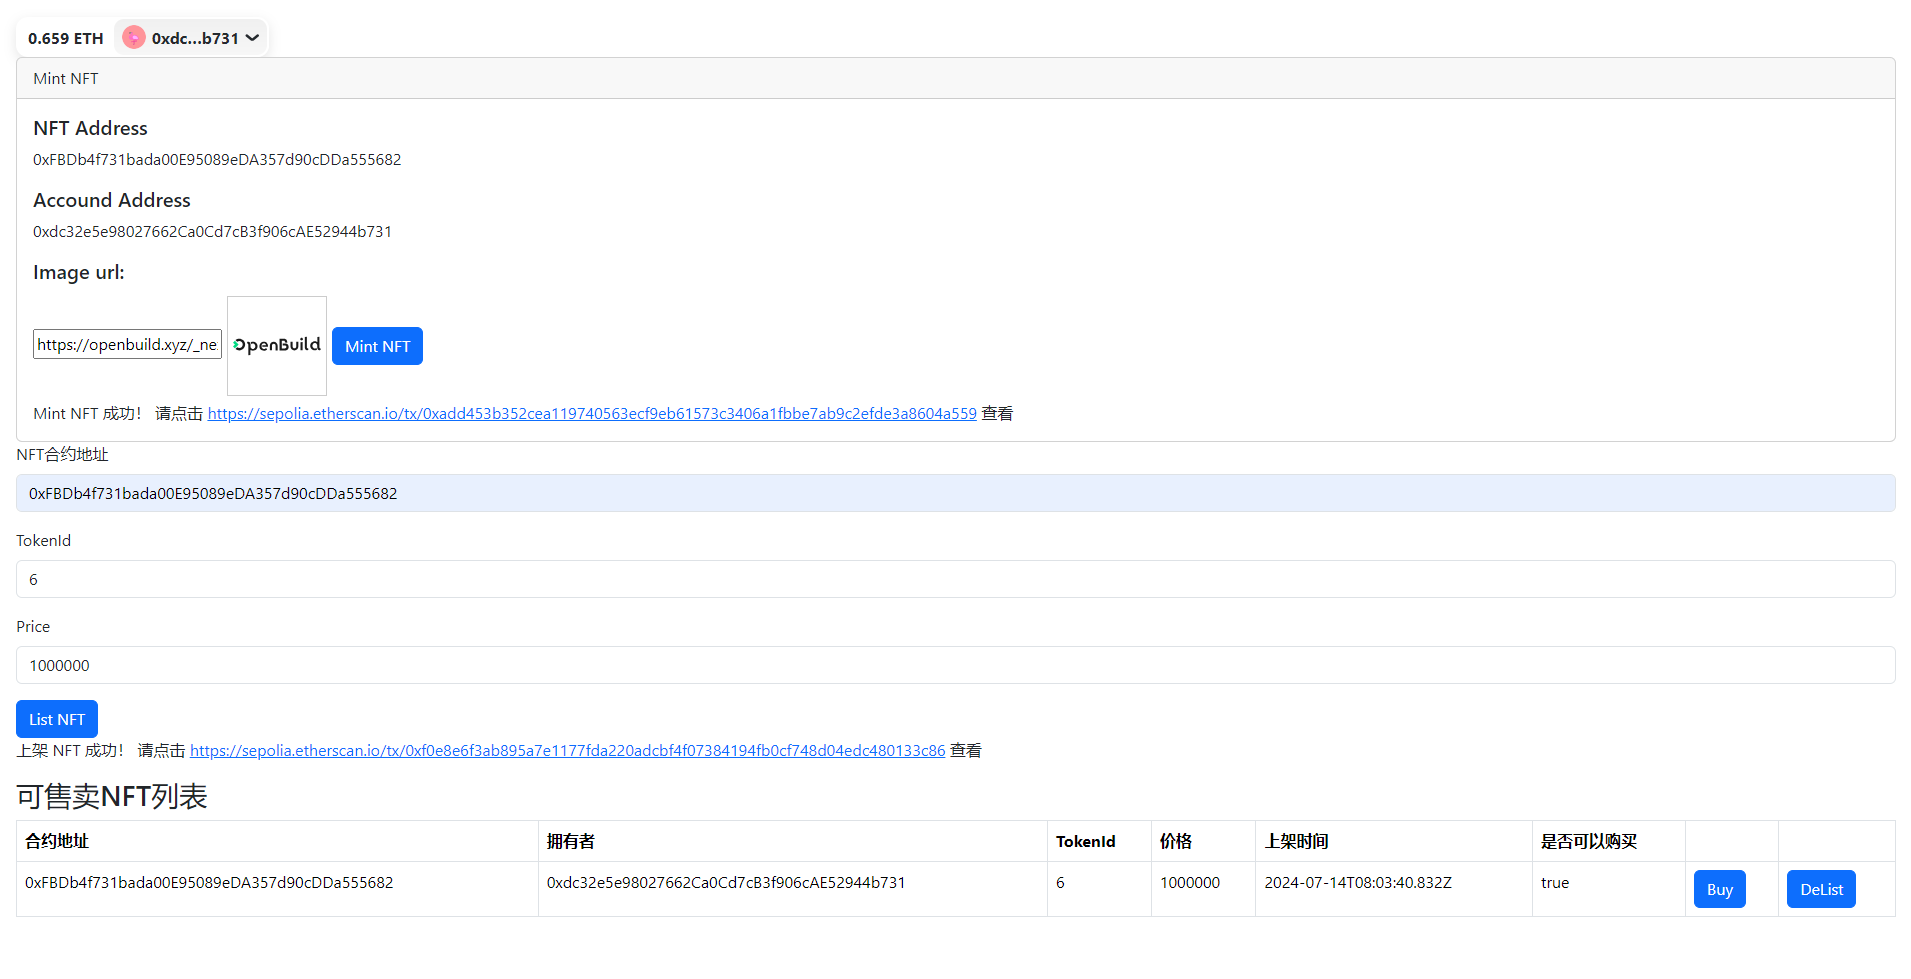 0.659 ETH 0xdc...b731
Mint NFT
NFT Address
0xFBDb4f731bada00E95089eDA357d90cDDa555682
Accound Address
0xdc32e5e98027662Ca0Cd7cB3f906cAE52944b731
Image url:
https://openbuild.xyz/_ne OpenBuild Mint NFT
Mint NFT 成功! 请点击 https://sepolia.etherscan.io/tx/0xadd453b352cea119740563ecf9eb61573c3406a1fbbe7ab9c2efde3a8604a559 查看
NFT合约地址
0xFBDb4f731bada00E95089eDA357d90cDDa555682
TokenId
6
Price
1000000
List NFT
上架 NFT 成功! 请点击 https://sepolia.etherscan.io/tx/0xf0e8e6f3ab895a7e1177fda220adcbf4f07384194fb0cf748d04edc480133c86 查看
可售卖NFT列表
合约地址 拥有者 TokenId 价格 上架时间 是否可以购买
0xFBDb4f731bada00E95089eDA357d90cDDa555682 0xdc32e5e98027662Ca0Cd7cB3f906cAE52944b731 6 1000000 2024-07-14T08:03:40.832Z true Buy DeList